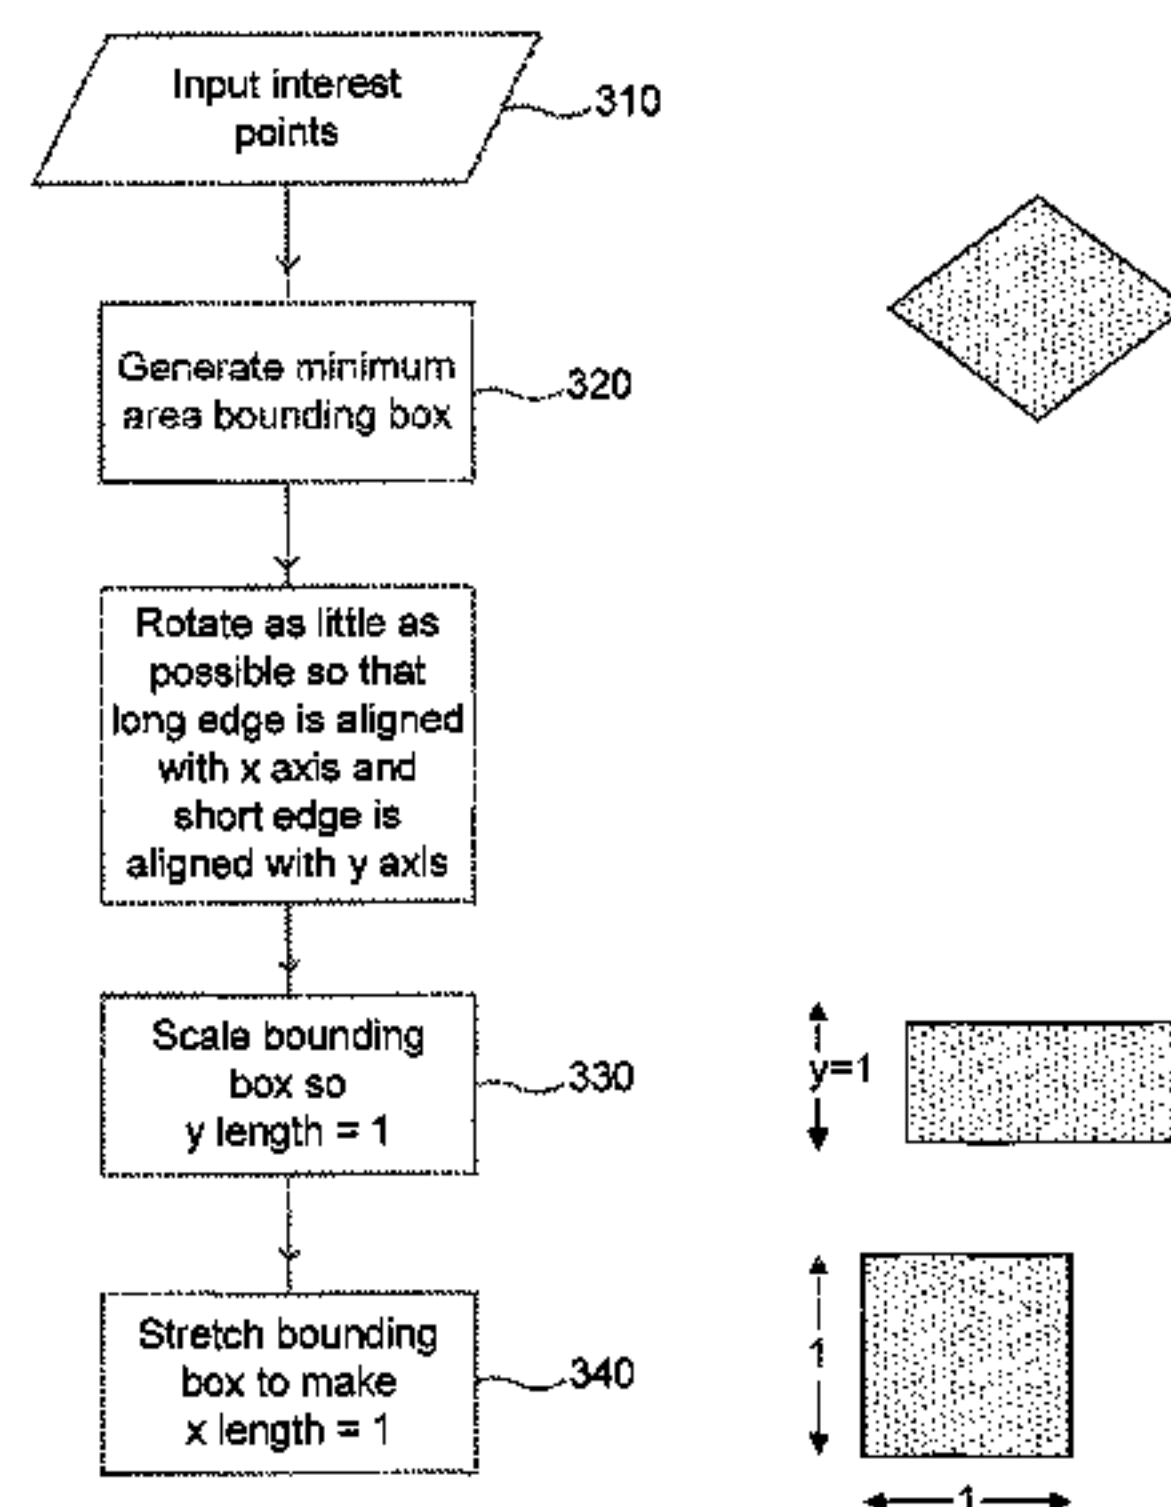 Input interest
points
310
Generate minimum
area bounding box
320
Rotate as little as
possible so that
long edge is aligned
with x axis and
short edge is
aligned with y axis
Scale bounding
box so
y length = 1
330
y=1
Stretch bounding
box to make
x length = 1
340
1
1